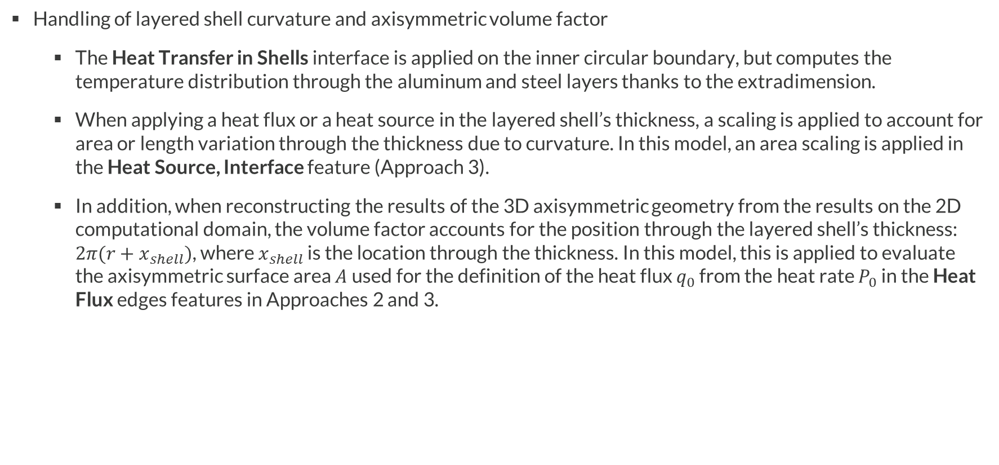 ▪ Handling of layered shell curvature and axisymmetric volume factor
▪ The Heat Transfer in Shells interface is applied on the inner circular boundary, but computes the
temperature distribution through the aluminum and steel layers thanks to the extradimension.
▪ When applying a heat flux or a heat source in the layered shell’s thickness, a scaling is applied to account for
area or length variation through the thickness due to curvature. In this model, an area scaling is applied in
the Heat Source, Interface feature (Approach 3).
▪ In addition, when reconstructing the results of the 3D axisymmetric geometry from the results on the 2D
computational domain, the volume factor accounts for the position through the layered shell’s thickness:
2π(r + x_shell), where x_shell is the location through the thickness. In this model, this is applied to evaluate
the axisymmetric surface area A used for the definition of the heat flux q_0 from the heat rate P_0 in the Heat
Flux edges features in Approaches 2 and 3.